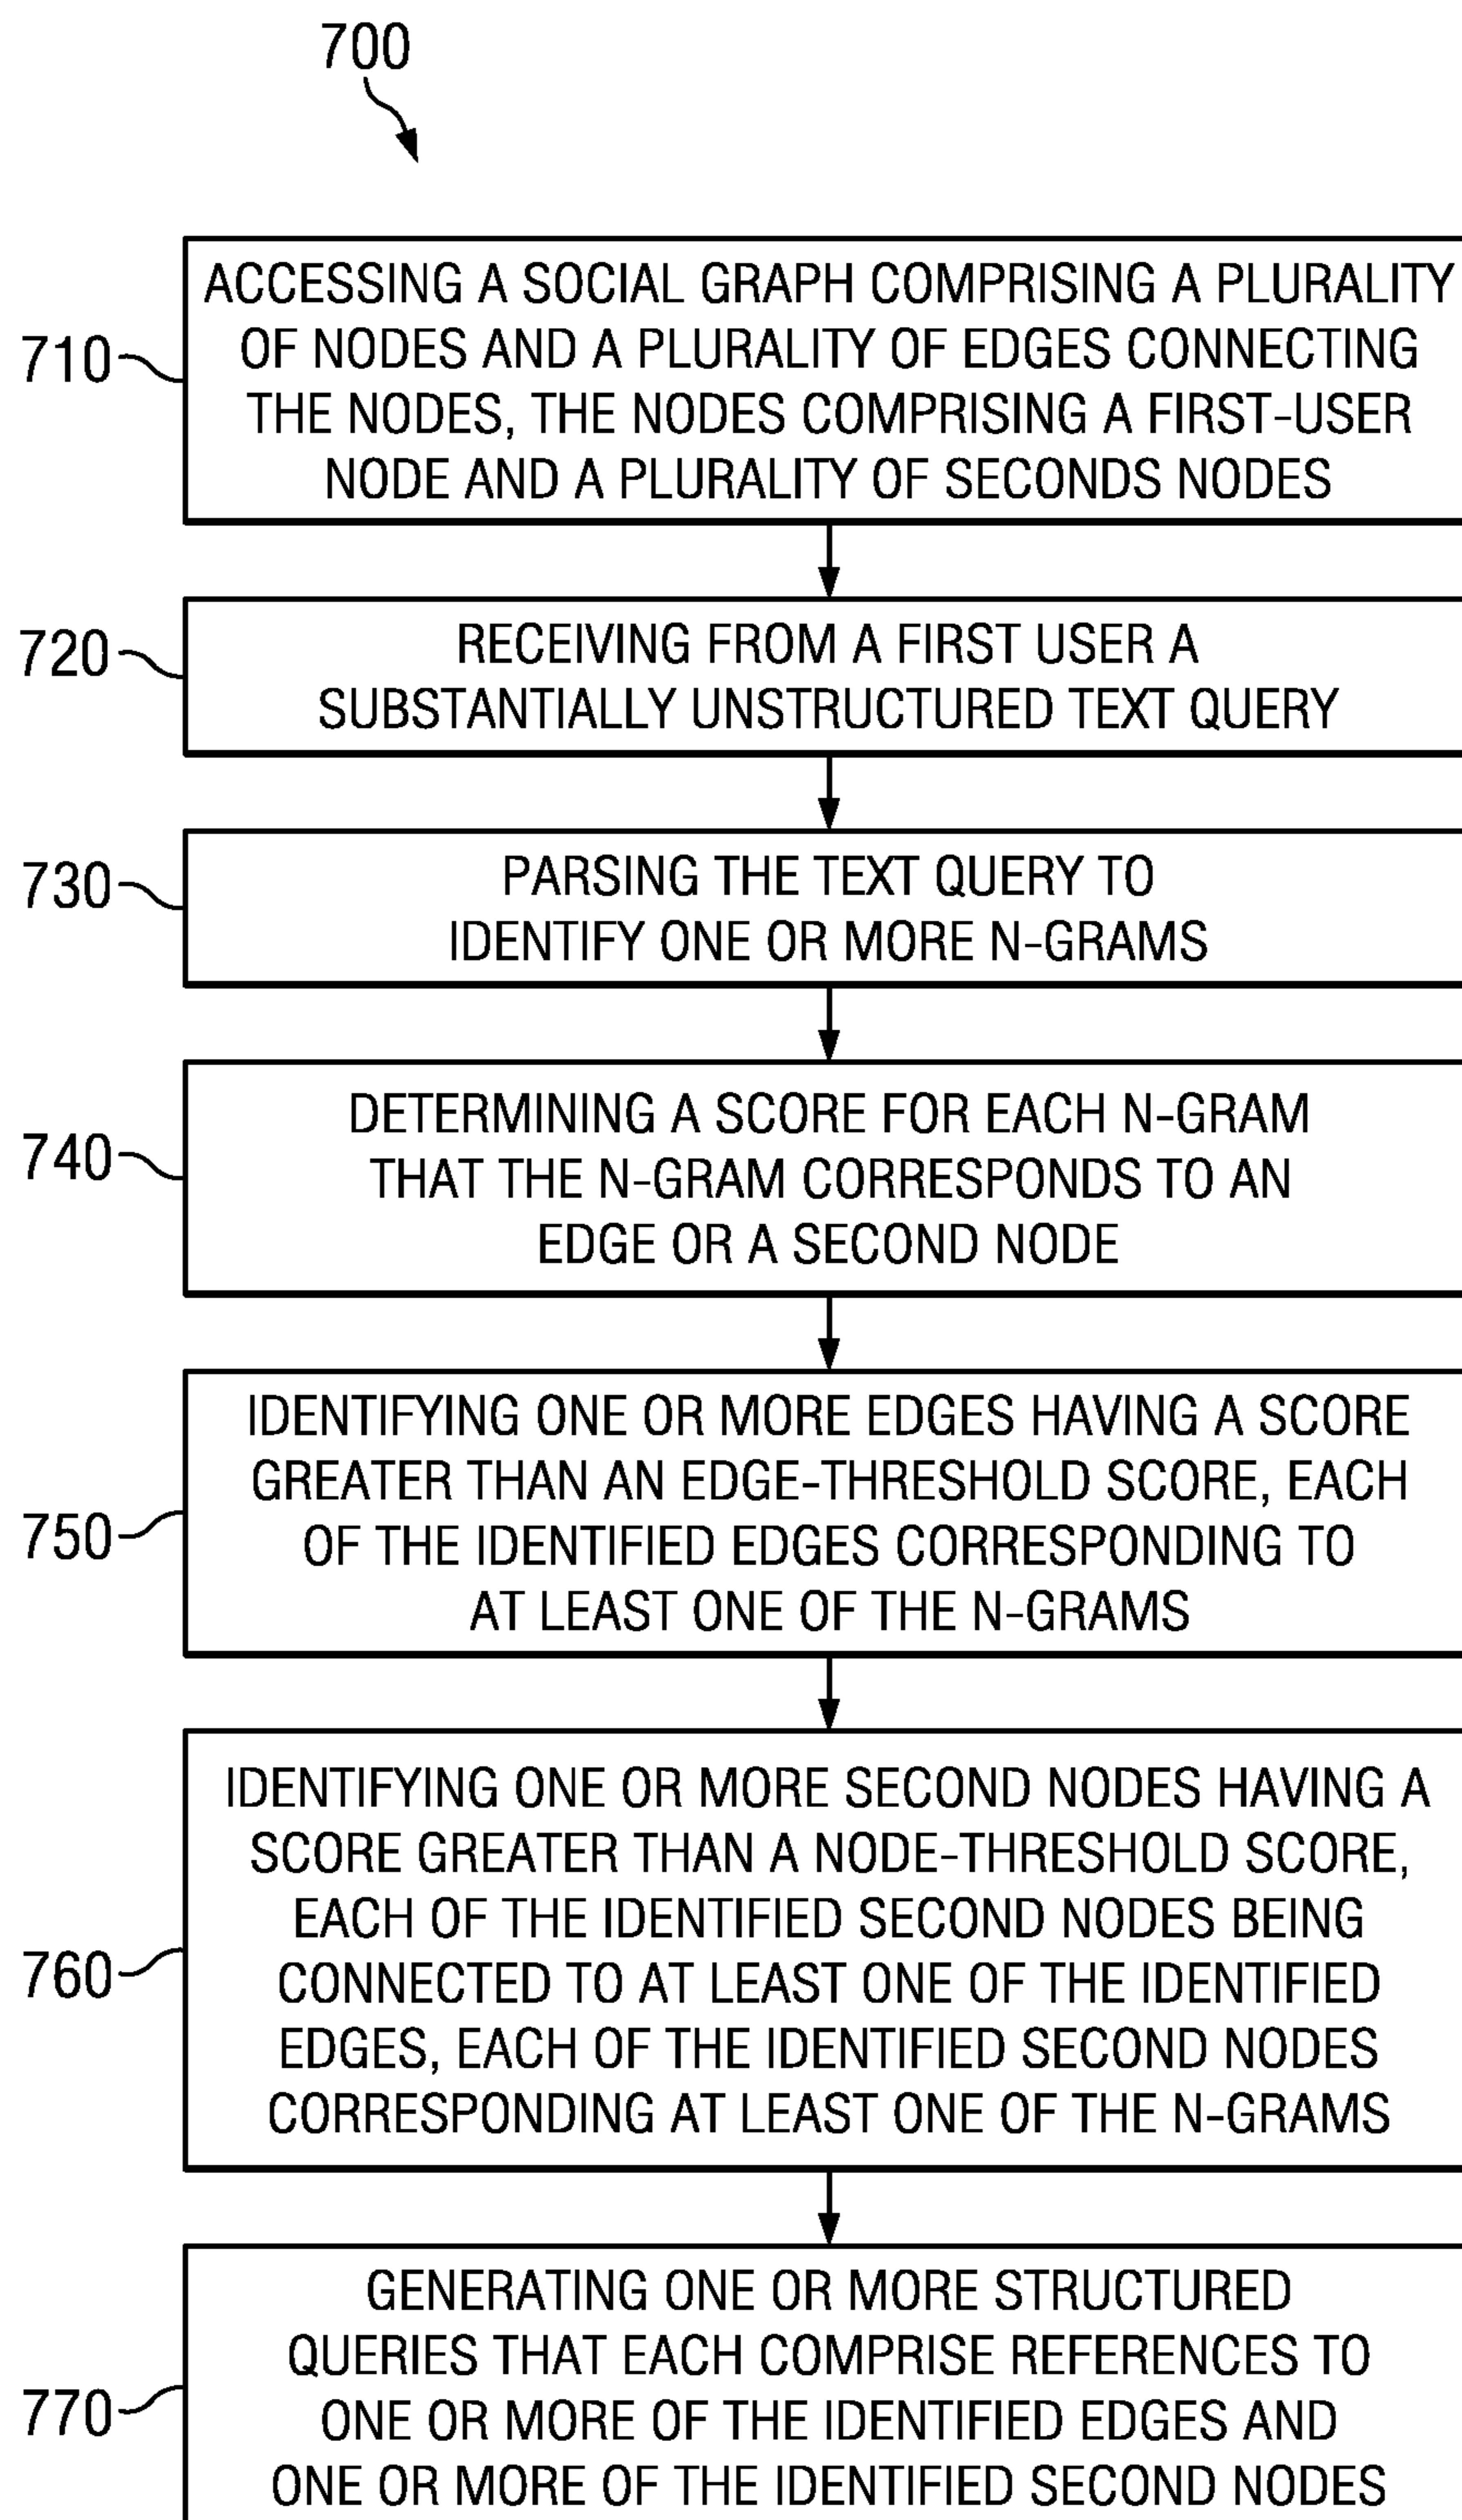 700
710
ACCESSING A SOCIAL GRAPH COMPRISING A PLURALITY
OF NODES AND A PLURALITY OF EDGES CONNECTING
THE NODES, THE NODES COMPRISING A FIRST-USER
NODE AND A PLURALITY OF SECONDS NODES
720
RECEIVING FROM A FIRST USER A
SUBSTANTIALLY UNSTRUCTURED TEXT QUERY
730
PARSING THE TEXT QUERY TO
IDENTIFY ONE OR MORE N-GRAMS
740
DETERMINING A SCORE FOR EACH N-GRAM
THAT THE N-GRAM CORRESPONDS TO AN
EDGE OR A SECOND NODE
750
IDENTIFYING ONE OR MORE EDGES HAVING A SCORE
GREATER THAN AN EDGE-THRESHOLD SCORE, EACH
OF THE IDENTIFIED EDGES CORRESPONDING TO
AT LEAST ONE OF THE N-GRAMS
760
IDENTIFYING ONE OR MORE SECOND NODES HAVING A
SCORE GREATER THAN A NODE-THRESHOLD SCORE,
EACH OF THE IDENTIFIED SECOND NODES BEING
CONNECTED TO AT LEAST ONE OF THE IDENTIFIED
EDGES, EACH OF THE IDENTIFIED SECOND NODES
CORRESPONDING AT LEAST ONE OF THE N-GRAMS
770
GENERATING ONE OR MORE STRUCTURED
QUERIES THAT EACH COMPRISE REFERENCES TO
ONE OR MORE OF THE IDENTIFIED EDGES AND
ONE OR MORE OF THE IDENTIFIED SECOND NODES